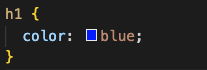 h1 {
  color: blue;
}